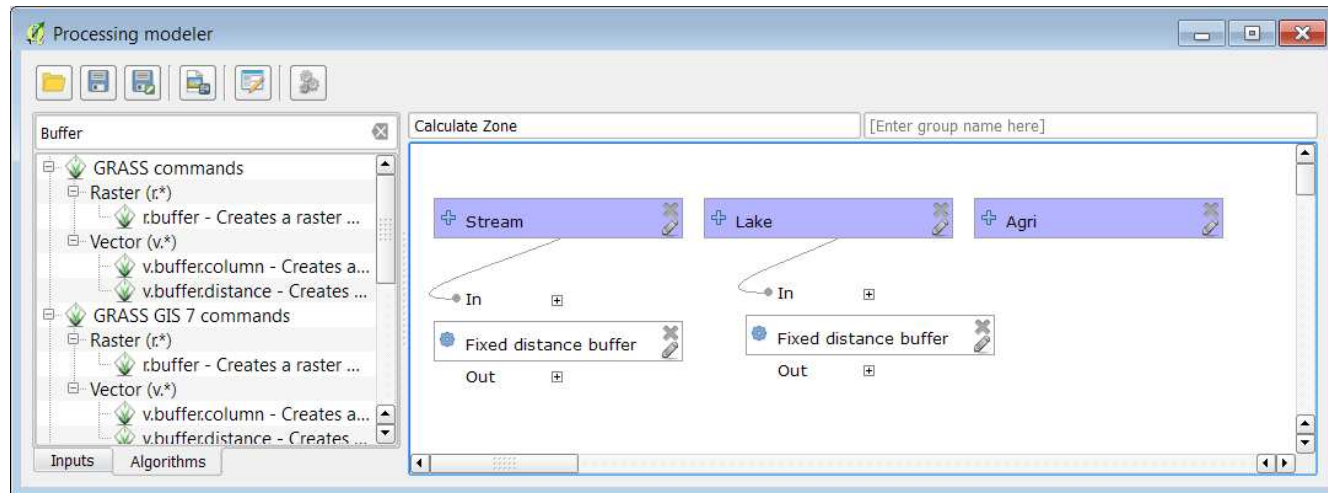 Processing modeler
Buffer
GRASS commands
Raster (r.*)
r.buffer - Creates a raster ...
Vector (v.*)
v.buffer.column - Creates a...
v.buffer.distance - Creates ...
GRASS GIS 7 commands
Raster (r.*)
r.buffer - Creates a raster ...
Vector (v.*)
v.buffer.column - Creates a...
v.buffer.distance - Creates ...
Inputs
Algorithms
Calculate Zone
[Enter group name here]
Stream
Lake
Agri
In
In
Fixed distance buffer
Fixed distance buffer
Out
Out